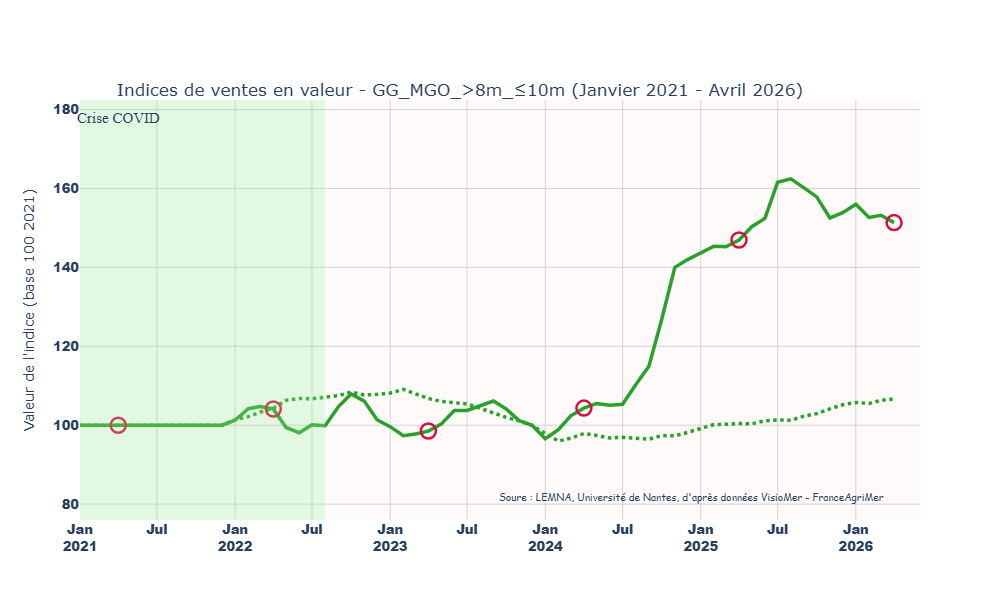 Indices de ventes en valeur - GG_MGO_>8m_≤10m (Janvier 2021 - Avril 2026)
Crise COVID
Valeur de l'indice (base 100 2021)
180
160
140
120
100
80
Soure : LEMNA, Université de Nantes, d'après données VisioMer - FranceAgriMer
Jan Jul Jan Jul Jan Jul Jan Jul Jan Jul Jan
2021 2022 2023 2024 2025 2026